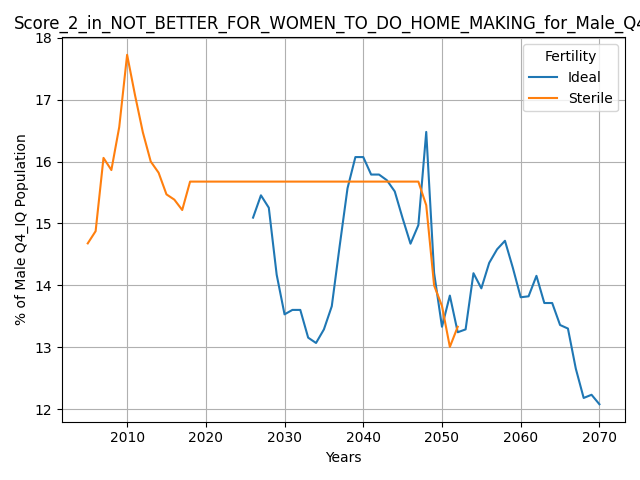 Score_2_in_NOT_BETTER_FOR_WOMEN_TO_DO_HOME_MAKING_for_Male_Q4
Fertility
Ideal
Sterile
18
17
16
15
14
13
12
% of Male Q4_IQ Population
2010 2020 2030 2040 2050 2060 2070
Years